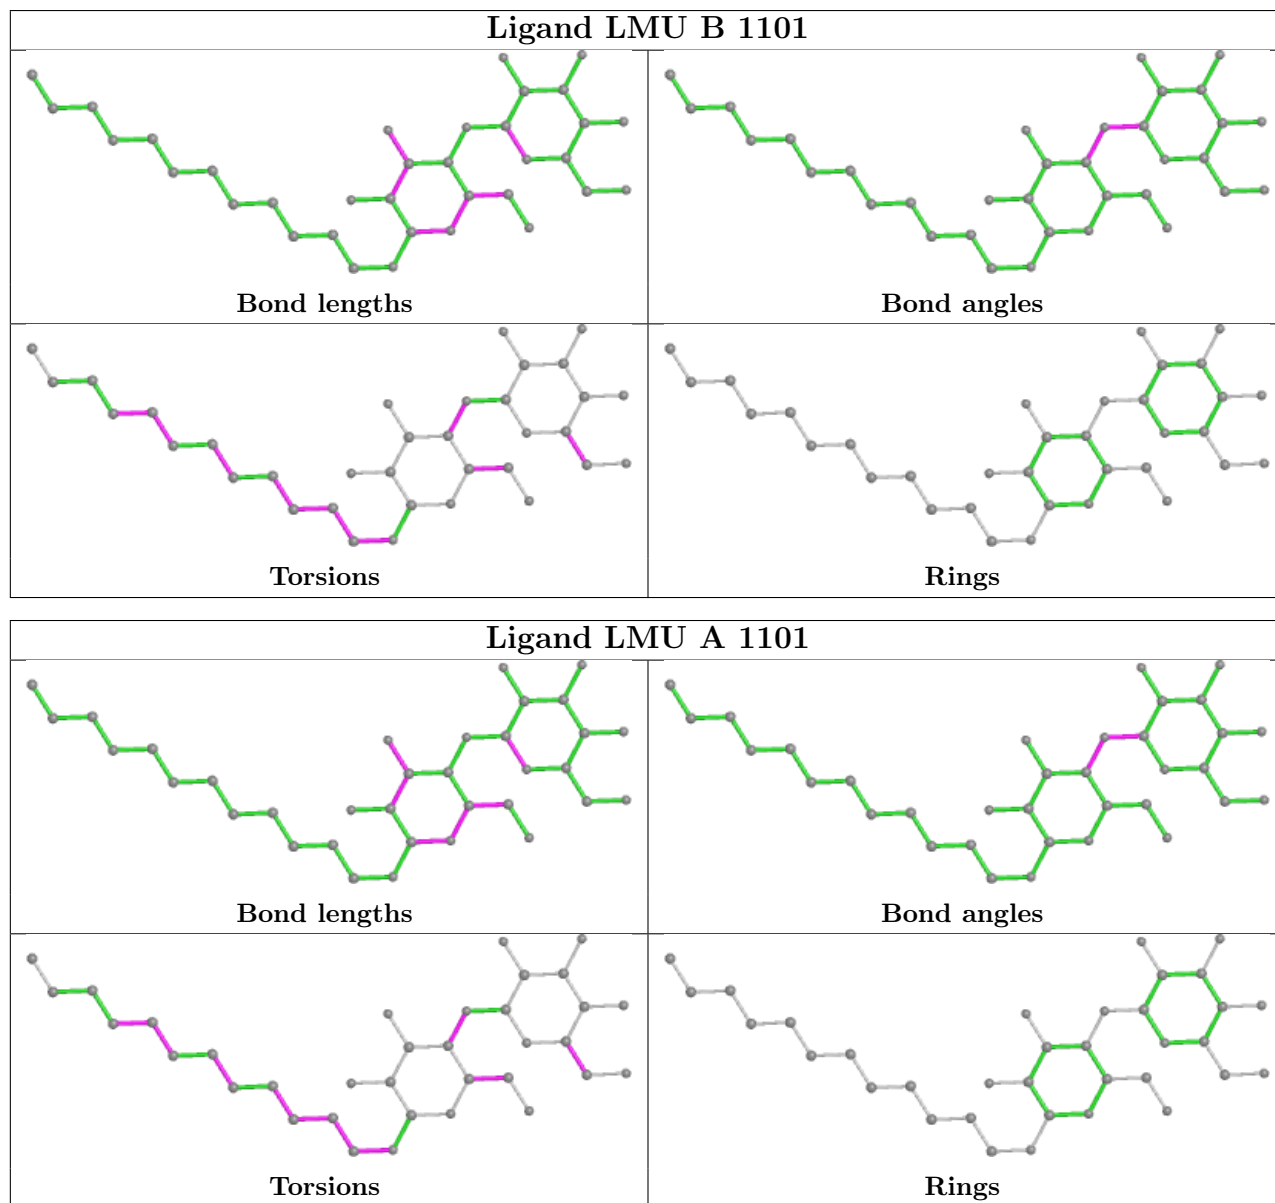 Ligand LMU B 1101
Bond lengths
Bond angles
Torsions
Rings
Ligand LMU A 1101
Bond lengths
Bond angles
Torsions
Rings